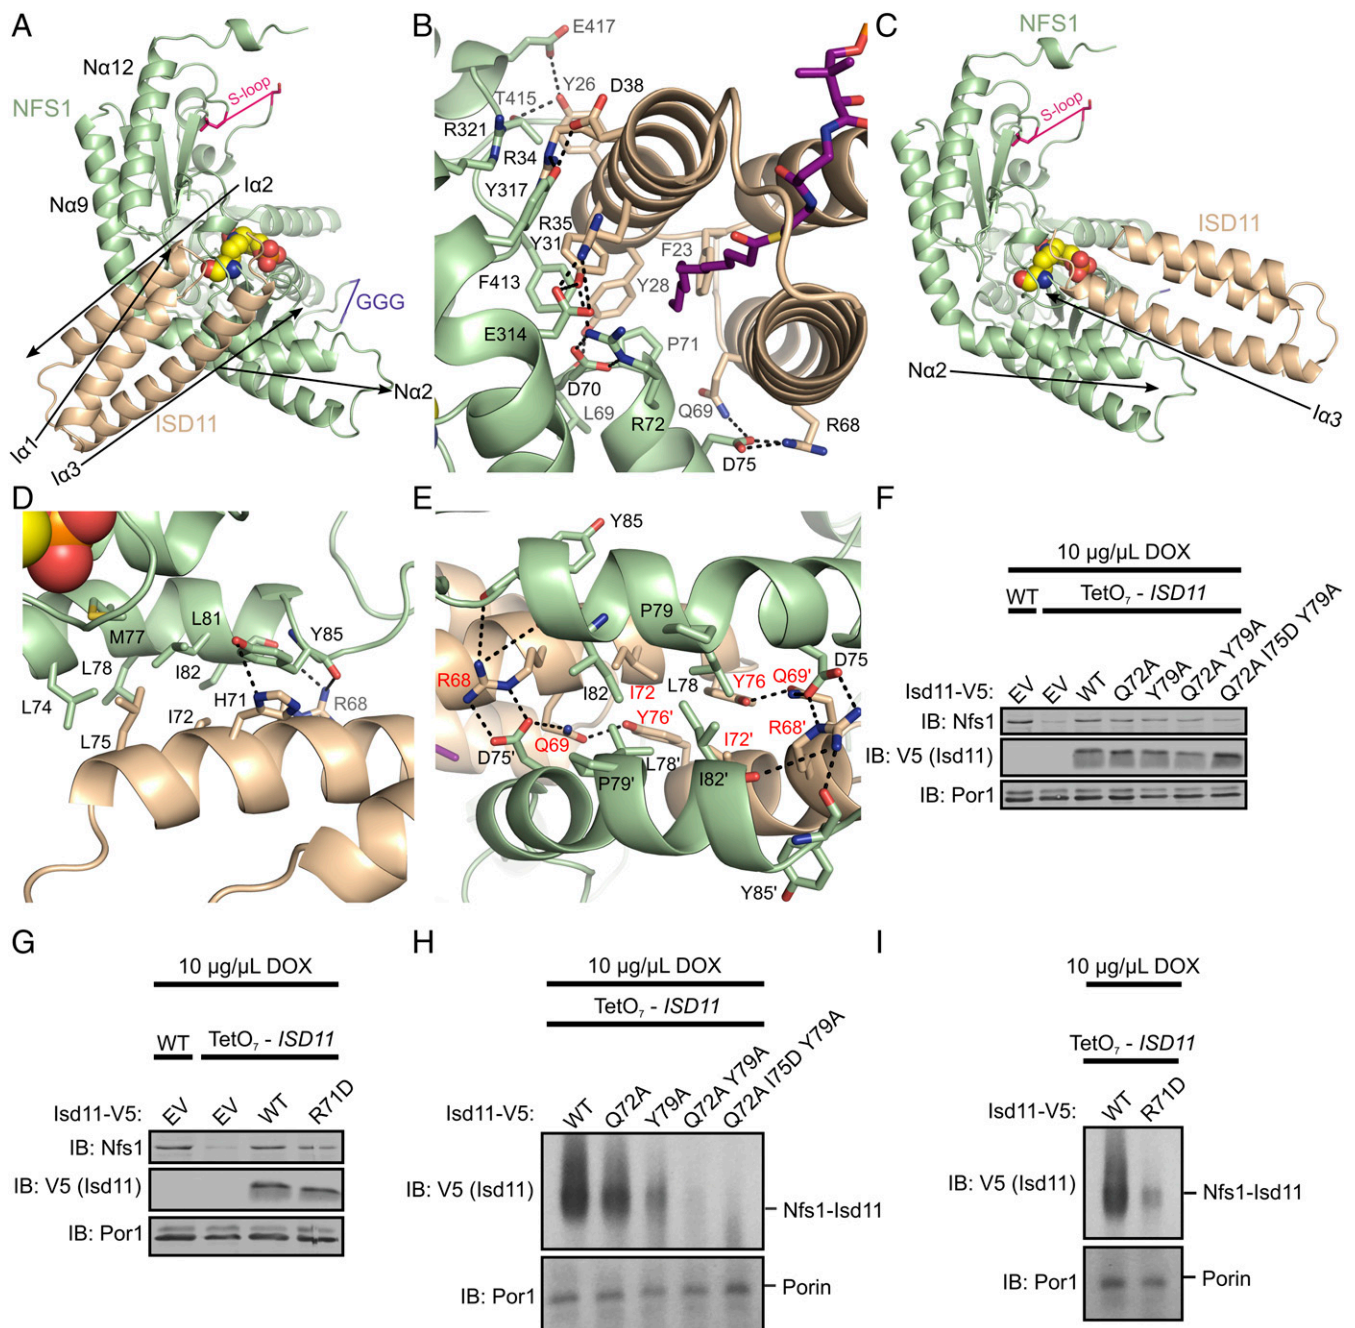 A
Nα12
NFS1
S-loop
Iα2
Nα9
GGG
Nα2
ISD11
Iα1
Iα3
B
E417
Y26
D38
T415
R321
R34
Y317
R35
Y31
F23
F413
Y28
E314
P71
D70
L69
Q69
R72
R68
D75
C
NFS1
S-loop
ISD11
Nα2
Iα3
D
L81
M77
Y85
L78
I82
L74
H71
R68
I72
L75
E
Y85
P79
D75
R68
I82
I72
L78
Y76
Q69'
Q69
Y76'
R68'
D75'
I72'
L78'
P79'
I82'
Y85'
F
10 µg/µL DOX
WT TetO7 - ISD11
Isd11-V5: EV EV WT Q72A Y79A Q72A Y79A Q72A I75D Y79A
IB: Nfs1
IB: V5 (Isd11)
IB: Por1
G
10 µg/µL DOX
WT TetO7 - ISD11
Isd11-V5: EV EV WT R71D
IB: Nfs1
IB: V5 (Isd11)
IB: Por1
H
10 µg/µL DOX
TetO7 - ISD11
Isd11-V5: WT Q72A Y79A Q72A Y79A Q72A I75D Y79A
IB: V5 (Isd11)
Nfs1-Isd11
IB: Por1
Porin
I
10 µg/µL DOX
TetO7 - ISD11
Isd11-V5: WT R71D
IB: V5 (Isd11)
Nfs1-Isd11
IB: Por1
Porin